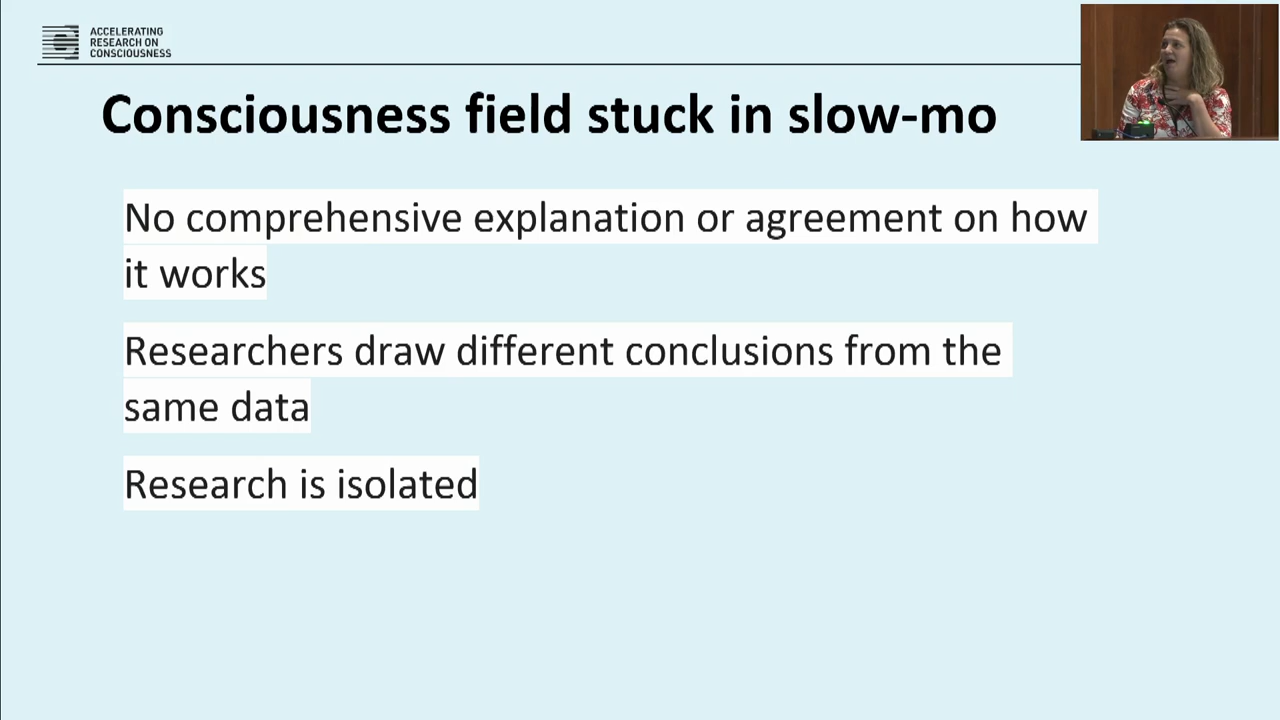 ACCELERATING
RESEARCH ON
CONSCIOUSNESS
Consciousness field stuck in slow-mo
No comprehensive explanation or agreement on how
it works
Researchers draw different conclusions from the
same data
Research is isolated